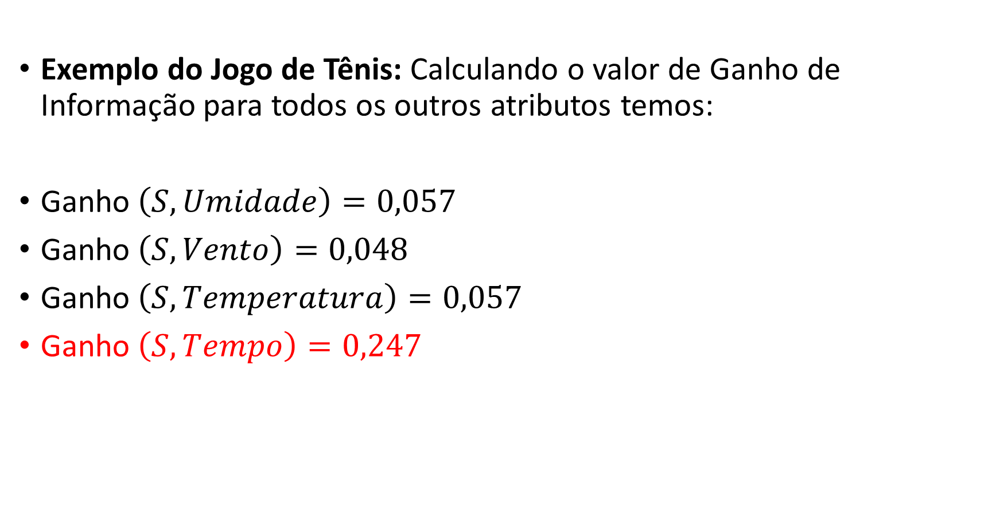 • Exemplo do Jogo de Tênis: Calculando o valor de Ganho de
Informação para todos os outros atributos temos:
• Ganho (S, Umidade) = 0,057
• Ganho (S, Vento) = 0,048
• Ganho (S, Temperatura) = 0,057
• Ganho (S, Tempo) = 0,247